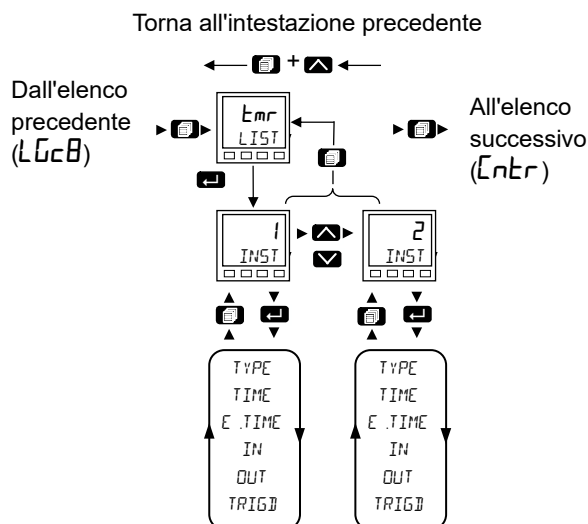 Torna all'intestazione precedente
+
Dall'elenco
precedente
(LGc8)
tmr
LIST
All'elenco
successivo
(Cntr)
1
INST
2
INST
TYPE
TIME
E.TIME
IN
OUT
TRIGD
TYPE
TIME
E.TIME
IN
OUT
TRIGD